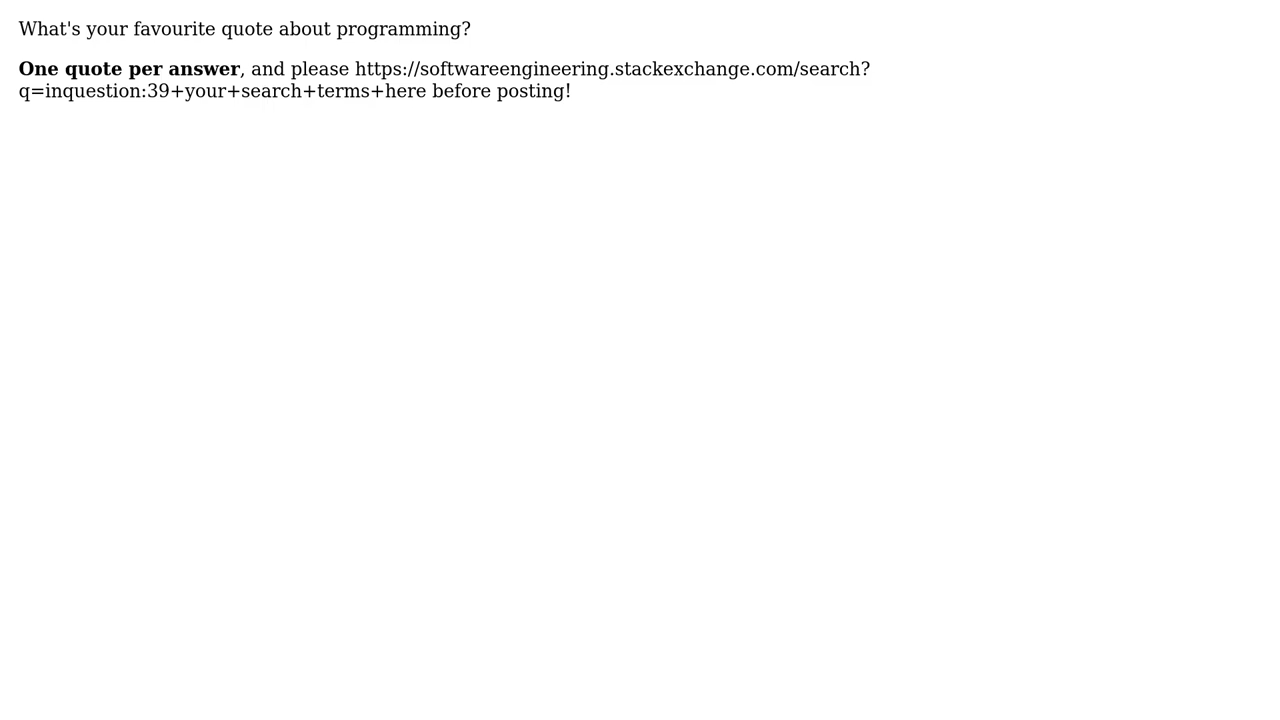 What's your favourite quote about programming?
One quote per answer, and please https://softwareengineering.stackexchange.com/search?
q=inquestion:39+your+search+terms+here before posting!